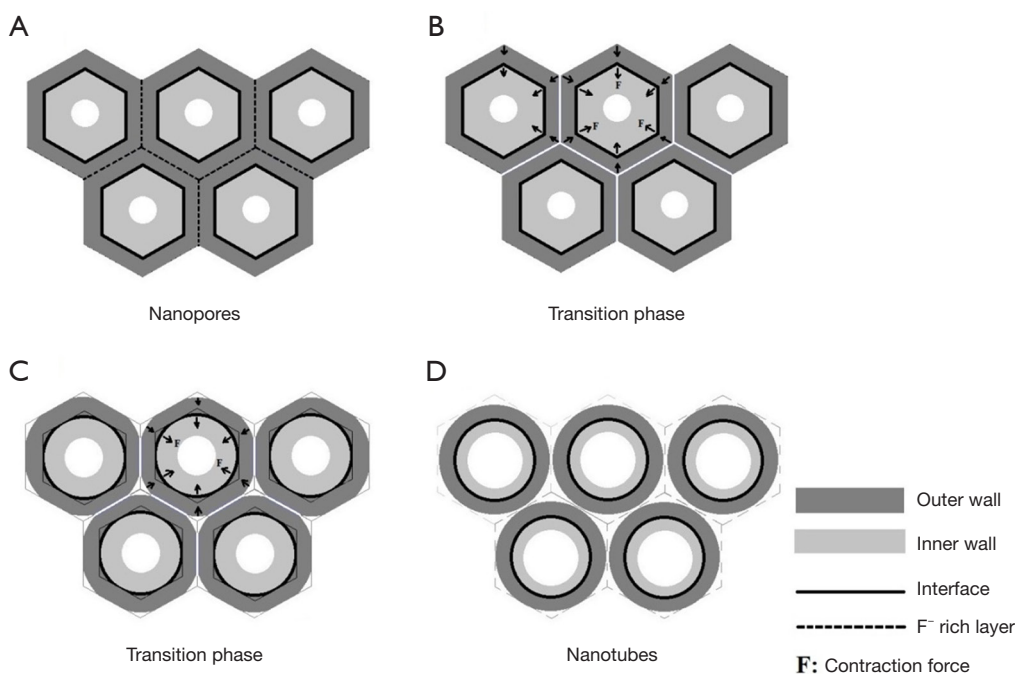 A
B
F
F
F
Nanopores
Transition phase
C
D
F
F
Outer wall
Inner wall
Interface
F⁻ rich layer
Transition phase
Nanotubes
F: Contraction force